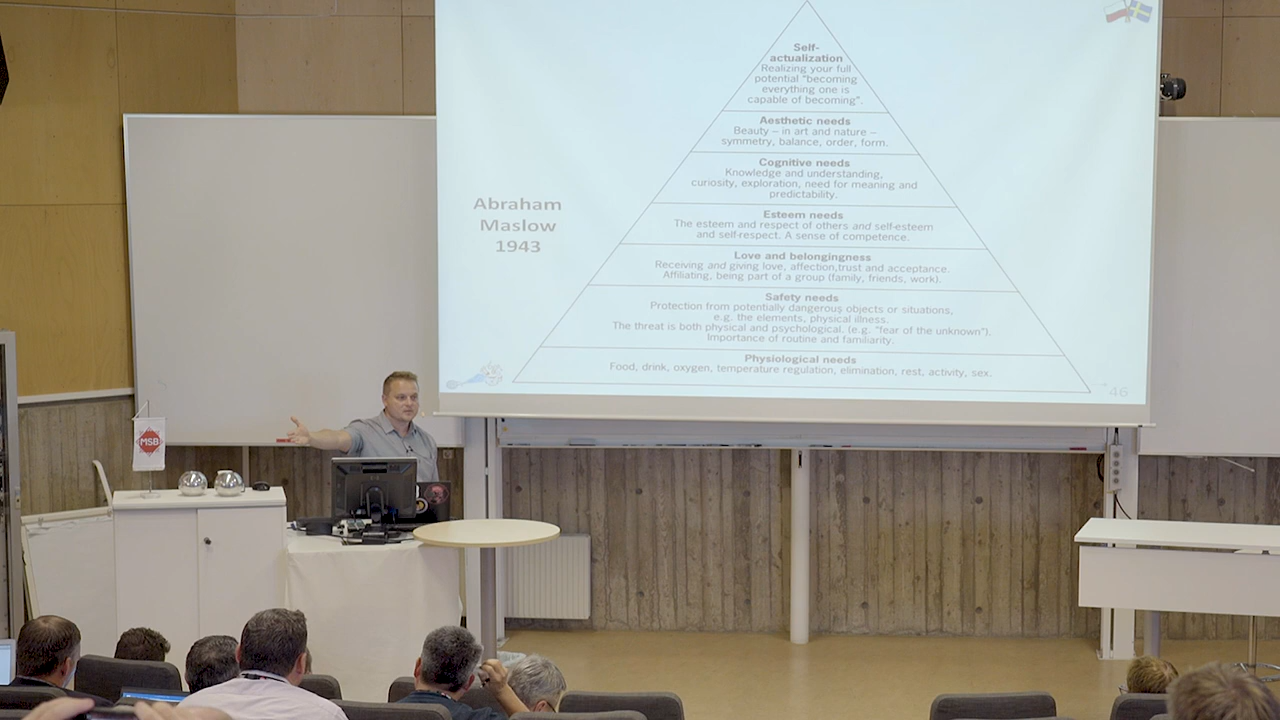 Self-
actualization
Realizing your full
potential "becoming
everything one is
capable of becoming".
Aesthetic needs
Beauty – in art and nature –
symmetry, balance, order, form.
Cognitive needs
Knowledge and understanding,
curiosity, exploration, need for meaning and
predictability.
Abraham
Maslow
1943
Esteem needs
The esteem and respect of others and self-esteem
and self-respect. A sense of competence.
Love and belongingness
Receiving and giving love, affection,trust and acceptance.
Affiliating, being part of a group (family, friends, work).
Safety needs
Protection from potentially dangerous objects or situations,
e.g. the elements, physical illness.
The threat is both physical and psychological. (e.g. "fear of the unknown").
Importance of routine and familiarity.
Physiological needs
Food, drink, oxygen, temperature regulation, elimination, rest, activity, sex.
46
MSB